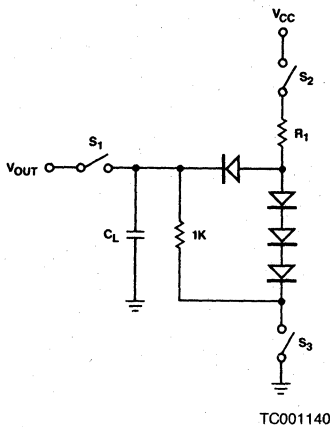 VCC
S2
R1
S1
VOUT
CL
1K
S3
TC001140